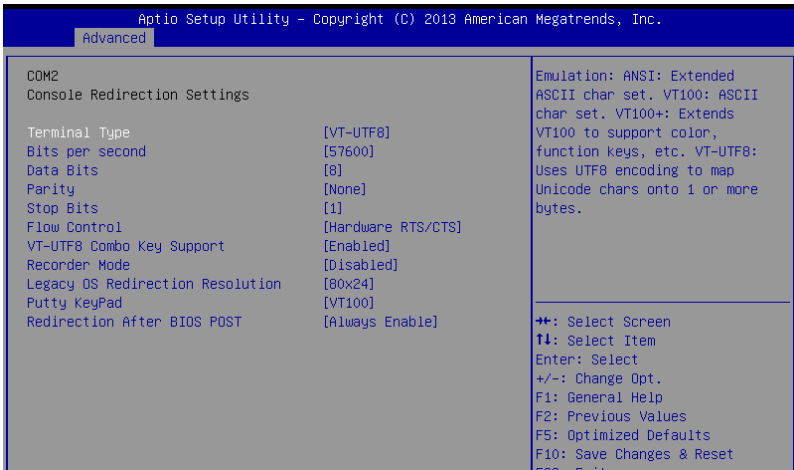 Aptio Setup Utility – Copyright (C) 2013 American Megatrends, Inc.
Advanced
COM2
Console Redirection Settings
Terminal Type [VT-UTF8]
Bits per second [57600]
Data Bits [8]
Parity [None]
Stop Bits [1]
Flow Control [Hardware RTS/CTS]
VT-UTF8 Combo Key Support [Enabled]
Recorder Mode [Disabled]
Legacy OS Redirection Resolution [80x24]
Putty KeyPad [VT100]
Redirection After BIOS POST [Always Enable]
Emulation: ANSI: Extended
ASCII char set. VT100: ASCII
char set. VT100+: Extends
VT100 to support color,
function keys, etc. VT-UTF8:
Uses UTF8 encoding to map
Unicode chars onto 1 or more
bytes.
→←: Select Screen
↑↓: Select Item
Enter: Select
+/-: Change Opt.
F1: General Help
F2: Previous Values
F5: Optimized Defaults
F10: Save Changes & Reset